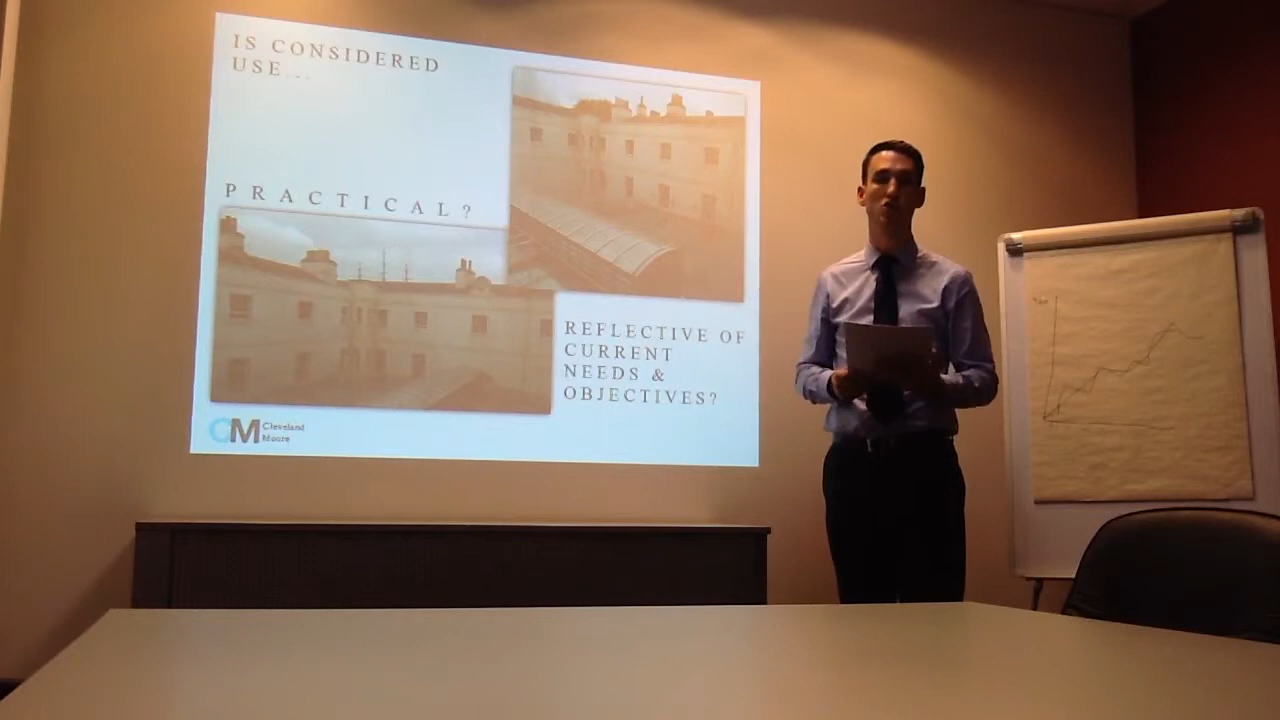 IS CONSIDERED
USE...
PRACTICAL?
REFLECTIVE OF
CURRENT
NEEDS &
OBJECTIVES?
CM Cleveland
Moore